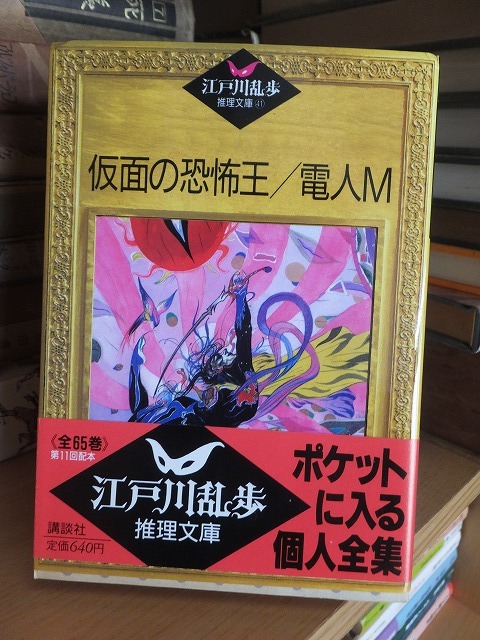 江戸川乱歩
推理文庫 41
仮面の恐怖王/電人M
《全65巻》
第11回配本
江戸川乱歩
推理文庫
講談社
定価640円
ポケット
に入る
個人全集